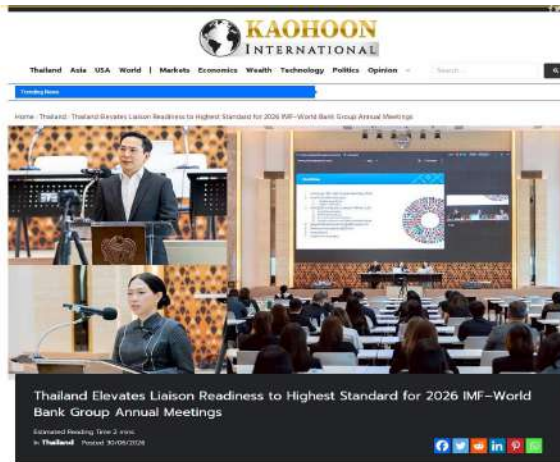 KAOHOON
INTERNATIONAL
Thailand Asia USA World | Markets Economics Wealth Technology Politics Opinion
Search
Trending News
Home Thailand Thailand Elevates Liaison Readiness to Highest Standard for 2026 IMF–World Bank Group Annual Meetings
Thailand Elevates Liaison Readiness to Highest Standard for 2026 IMF–World
Bank Group Annual Meetings
Estimated Reading Time 2 mins
In Thailand Posted 30/06/2026